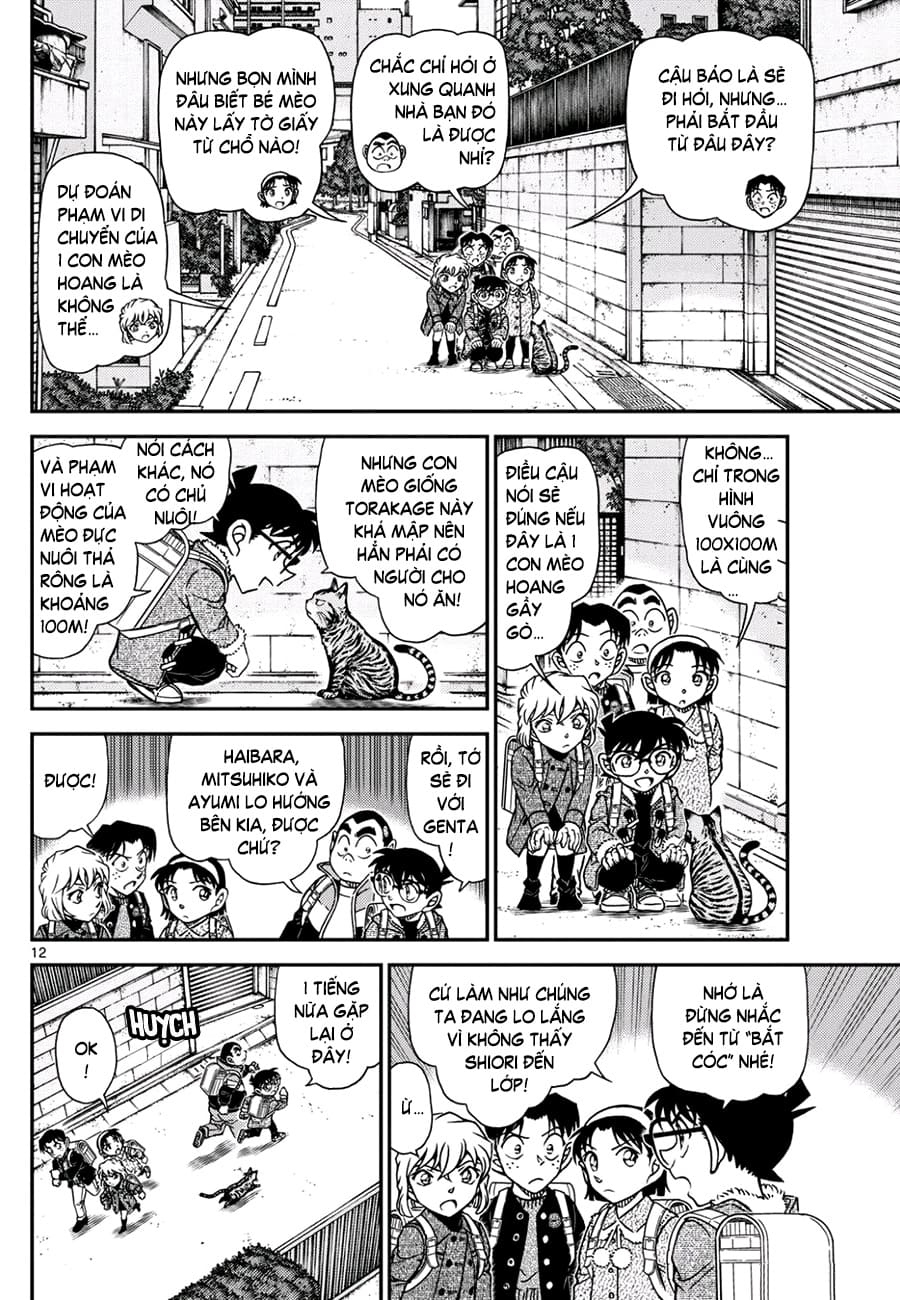 CẬU BẢO LÀ SẼ
ĐI HỎI, NHƯNG...
PHẢI BẮT ĐẦU
TỪ ĐÂU ĐÂY?
CHẮC CHỈ HỎI Ở
XUNG QUANH
NHÀ BẠN ĐÓ
LÀ ĐƯỢC
NHỈ?
NHƯNG BỌN MÌNH
ĐÂU BIẾT BÉ MÈO
NÀY LẤY TỜ GIẤY
TỪ CHỖ NÀO!
DỰ ĐOÁN
PHẠM VI DI
CHUYỂN CỦA
1 CON MÈO
HOANG LÀ
KHÔNG
THỂ...
KHÔNG...
CHỈ TRONG
HÌNH
VUÔNG
100X100M
LÀ CÙNG
...
ĐIỀU CẬU
NÓI SẼ
ĐÚNG NẾU
ĐÂY LÀ 1
CON MÈO
HOANG
GẦY
GÒ...
NHƯNG CON
MÈO GIỐNG
TORAKAGE NÀY
KHÁ MẬP NÊN
HẲN PHẢI CÓ
NGƯỜI CHO
NÓ ĂN!
NÓI CÁCH
KHÁC, NÓ
CÓ CHỦ
NUÔI!
VÀ PHẠM
VI HOẠT
ĐỘNG CỦA
MÈO ĐỰC
NUÔI THẢ
RÔNG LÀ
KHOẢNG
100M!
RỒI, TỚ
SẼ ĐI
VỚI
GENTA
!
HAIBARA,
MITSUHIKO VÀ
AYUMI LO HƯỚNG
BÊN KIA, ĐƯỢC
CHỨ?
ĐƯỢC!
12
NHỚ LÀ
ĐỪNG NHẮC
ĐẾN TỪ "BẮT
CÓC" NHÉ!
CỨ LÀM NHƯ CHÚNG
TA ĐANG LO LẮNG
VÌ KHÔNG THẤY
SHIORI ĐẾN
LỚP!
Ừ...
1 TIẾNG
NỮA GẶP
LẠI Ở
ĐÂY!
HUỊCH
OK
!